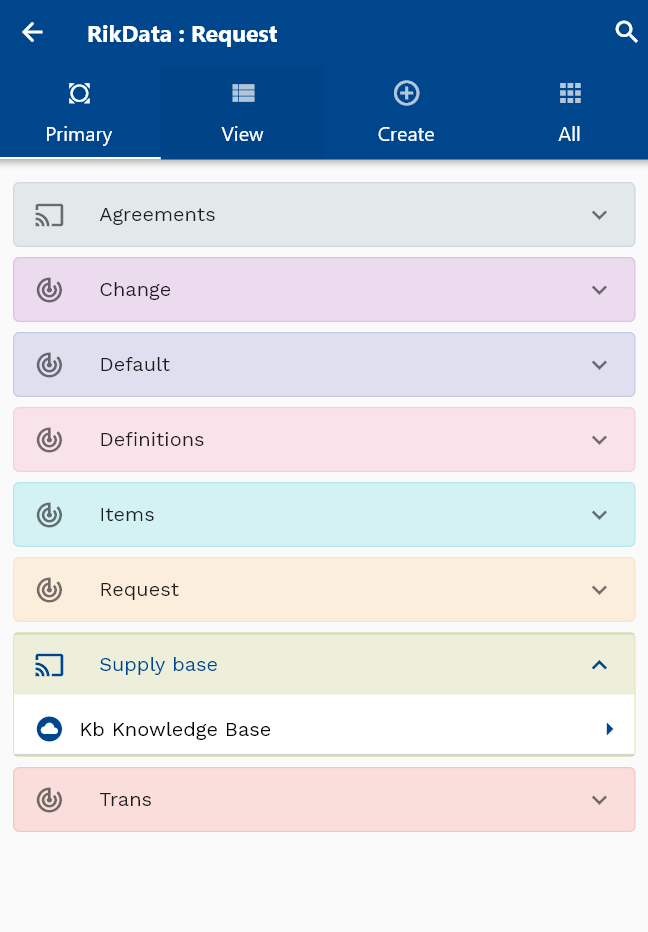 RikData : Request
Primary
View
Create
All
Agreements
Change
Default
Definitions
Items
Request
Supply base
Kb Knowledge Base
Trans